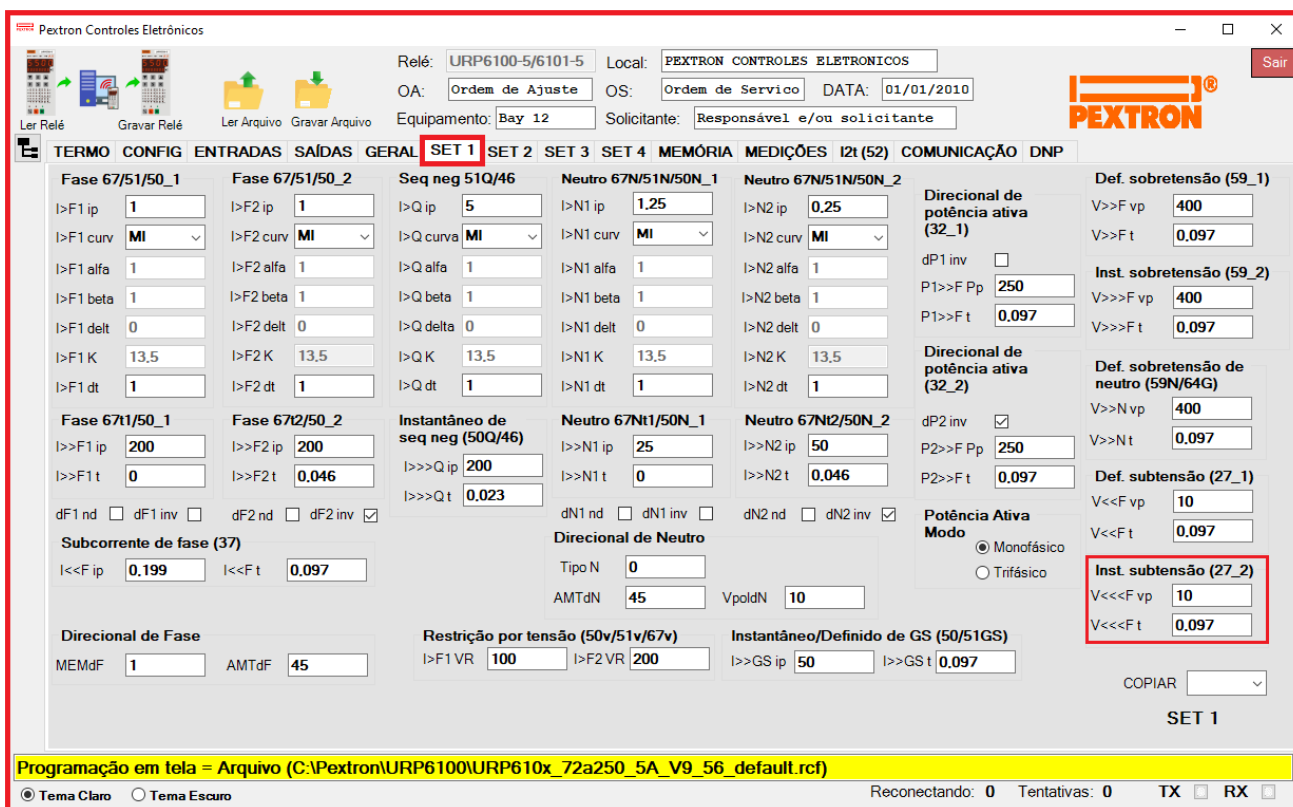 Pextron Controles Eletrônicos
Relé: URP6100-5/6101-5 Local: PEXTRON CONTROLES ELETRONICOS
Sair
OA: Ordem de Ajuste OS: Ordem de Servico DATA: 01/01/2010
Ler Relé Gravar Relé Ler Arquivo Gravar Arquivo Equipamento: Bay 12 Solicitante: Responsável e/ou solicitante
PEXTRON®
TERMO CONFIG ENTRADAS SAÍDAS GERAL SET 1 SET 2 SET 3 SET 4 MEMÓRIA MEDIÇÕES I2t (52) COMUNICAÇÃO DNP
Fase 67/51/50_1
I>F1 ip 1
I>F1 curv MI
I>F1 alfa 1
I>F1 beta 1
I>F1 delt 0
I>F1 K 13,5
I>F1 dt 1
Fase 67/51/50_2
I>F2 ip 1
I>F2 curv MI
I>F2 alfa 1
I>F2 beta 1
I>F2 delt 0
I>F2 K 13,5
I>F2 dt 1
Seq neg 51Q/46
I>Q ip 5
I>Q curva MI
I>Q alfa 1
I>Q beta 1
I>Q delta 0
I>Q K 13,5
I>Q dt 1
Neutro 67N/51N/50N_1
I>N1 ip 1,25
I>N1 curv MI
I>N1 alfa 1
I>N1 beta 1
I>N1 delt 0
I>N1 K 13,5
I>N1 dt 1
Neutro 67N/51N/50N_2
I>N2 ip 0,25
I>N2 curv MI
I>N2 alfa 1
I>N2 beta 1
I>N2 delt 0
I>N2 K 13,5
I>N2 dt 1
Direcional de
potência ativa
(32_1)
dP1 inv
P1>>F Pp 250
P1>>F t 0,097
Direcional de
potência ativa
(32_2)
dP2 inv
P2>>F Pp 250
P2>>F t 0,097
Potência Ativa
Modo
Monofásico
Trifásico
Def. sobretensão (59_1)
V>>F vp 400
V>>F t 0,097
Inst. sobretensão (59_2)
V>>>F vp 400
V>>>F t 0,097
Def. sobretensão de
neutro (59N/64G)
V>>N vp 400
V>>N t 0,097
Def. subtensão (27_1)
V<<F vp 10
V<<F t 0,097
Inst. subtensão (27_2)
V<<<F vp 10
V<<<F t 0,097
Fase 67t1/50_1
I>>F1 ip 200
I>>F1 t 0
dF1 nd dF1 inv
Fase 67t2/50_2
I>>F2 ip 200
I>>F2 t 0,046
dF2 nd dF2 inv
Instantâneo de
seq neg (50Q/46)
I>>>Q ip 200
I>>>Q t 0,023
Neutro 67Nt1/50N_1
I>>N1 ip 25
I>>N1 t 0
dN1 nd dN1 inv
Neutro 67Nt2/50N_2
I>>N2 ip 50
I>>N2 t 0,046
dN2 nd dN2 inv
Subcorrente de fase (37)
I<<F ip 0,199 I<<F t 0,097
Direcional de Neutro
Tipo N 0
AMTdN 45 VpoldN 10
Direcional de Fase
MEMdF 1 AMTdF 45
Restrição por tensão (50v/51v/67v)
I>F1 VR 100 I>F2 VR 200
Instantâneo/Definido de GS (50/51GS)
I>>GS ip 50 I>>GS t 0,097
COPIAR
SET 1
Programação em tela = Arquivo (C:\Pextron\URP6100\URP610x_72a250_5A_V9_56_default.rcf)
Tema Claro Tema Escuro Reconectando: 0 Tentativas: 0 TX RX